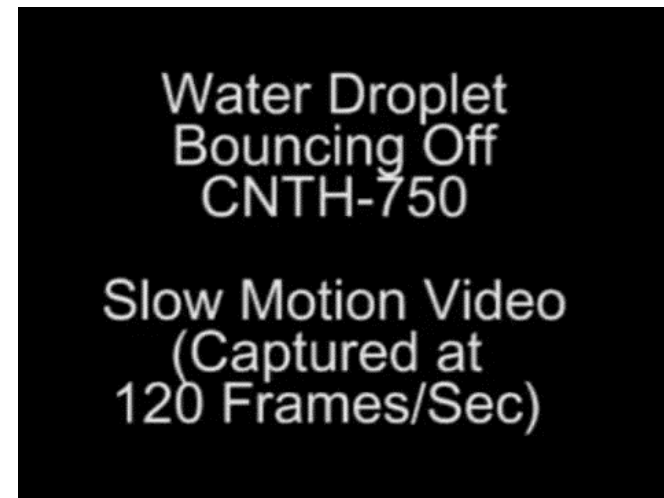 Water Droplet
Bouncing Off
CNTH-750
Slow Motion Video
(Captured at
120 Frames/Sec)